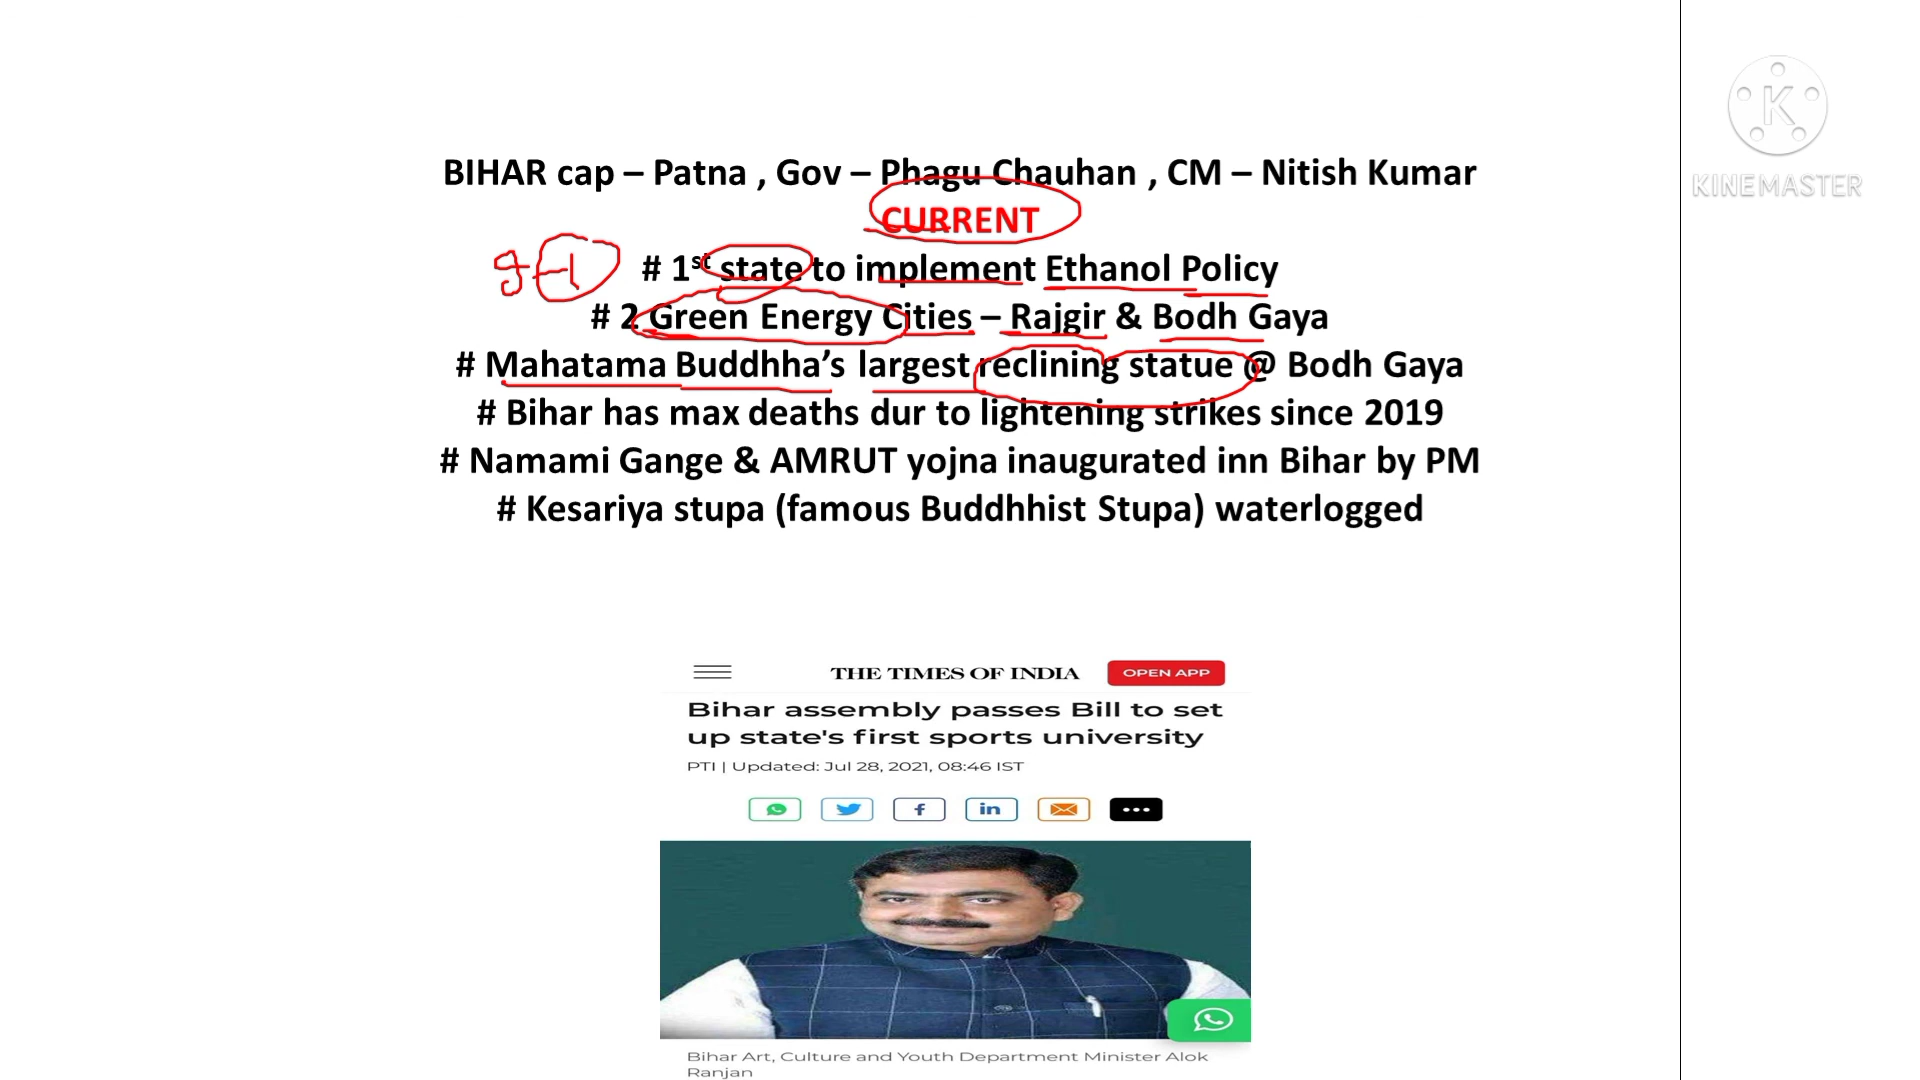 BIHAR cap – Patna , Gov – Phagu Chauhan , CM – Nitish Kumar
CURRENT
# 1st state to implement Ethanol Policy
# 2 Green Energy Cities – Rajgir & Bodh Gaya
# Mahatama Buddhha’s largest reclining statue @ Bodh Gaya
# Bihar has max deaths dur to lightening strikes since 2019
# Namami Gange & AMRUT yojna inaugurated inn Bihar by PM
# Kesariya stupa (famous Buddhhist Stupa) waterlogged
K
KINEMASTER
THE TIMES OF INDIA OPEN APP
Bihar assembly passes Bill to set
up state's first sports university
PTI | Updated: Jul 28, 2021, 08:46 IST
Bihar Art, Culture and Youth Department Minister Alok
Ranjan